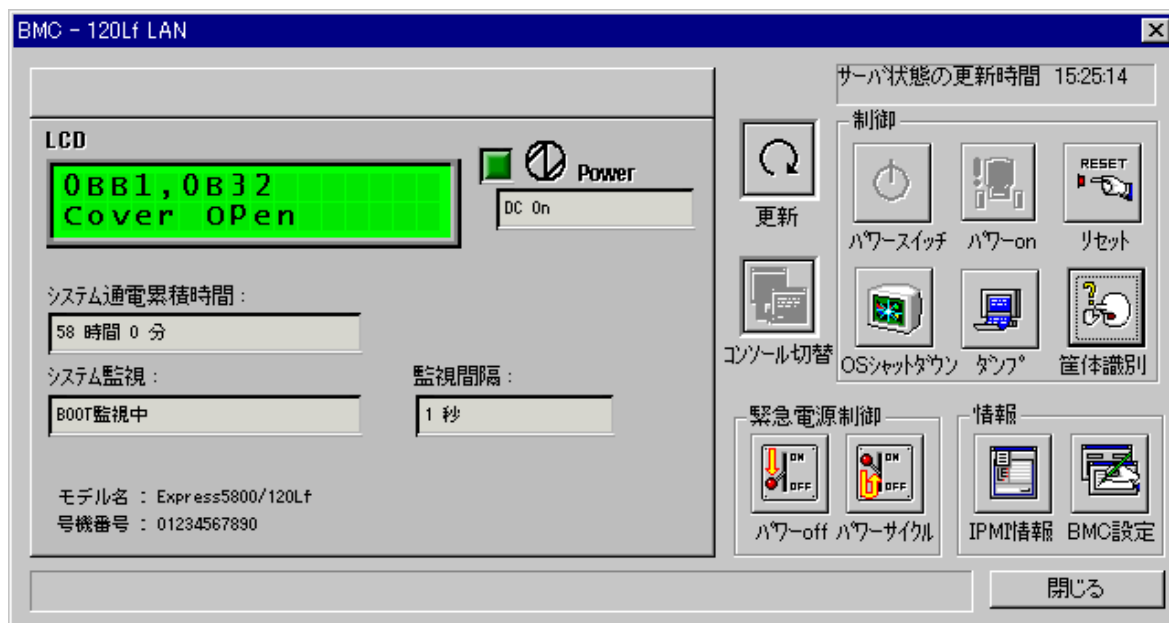 BMC - 120Lf LAN
サーバ状態の更新時間 15:25:14
LCD
0BB1,0B32
Cover OPen
Power
DC On
システム通電累積時間 :
58 時間 0 分
システム監視 :
監視間隔 :
BOOT監視中
1 秒
モデル名 : Express5800/120Lf
号機番号 : 01234567890
更新
コンソール切替
制御
RESET
パワースイッチ
パワーon
リセット
OSシャットダウン
ダンプ
筐体識別
緊急電源制御
ON
OFF
ON
OFF
パワーoff
パワーサイクル
情報
IPMI情報
BMC設定
閉じる